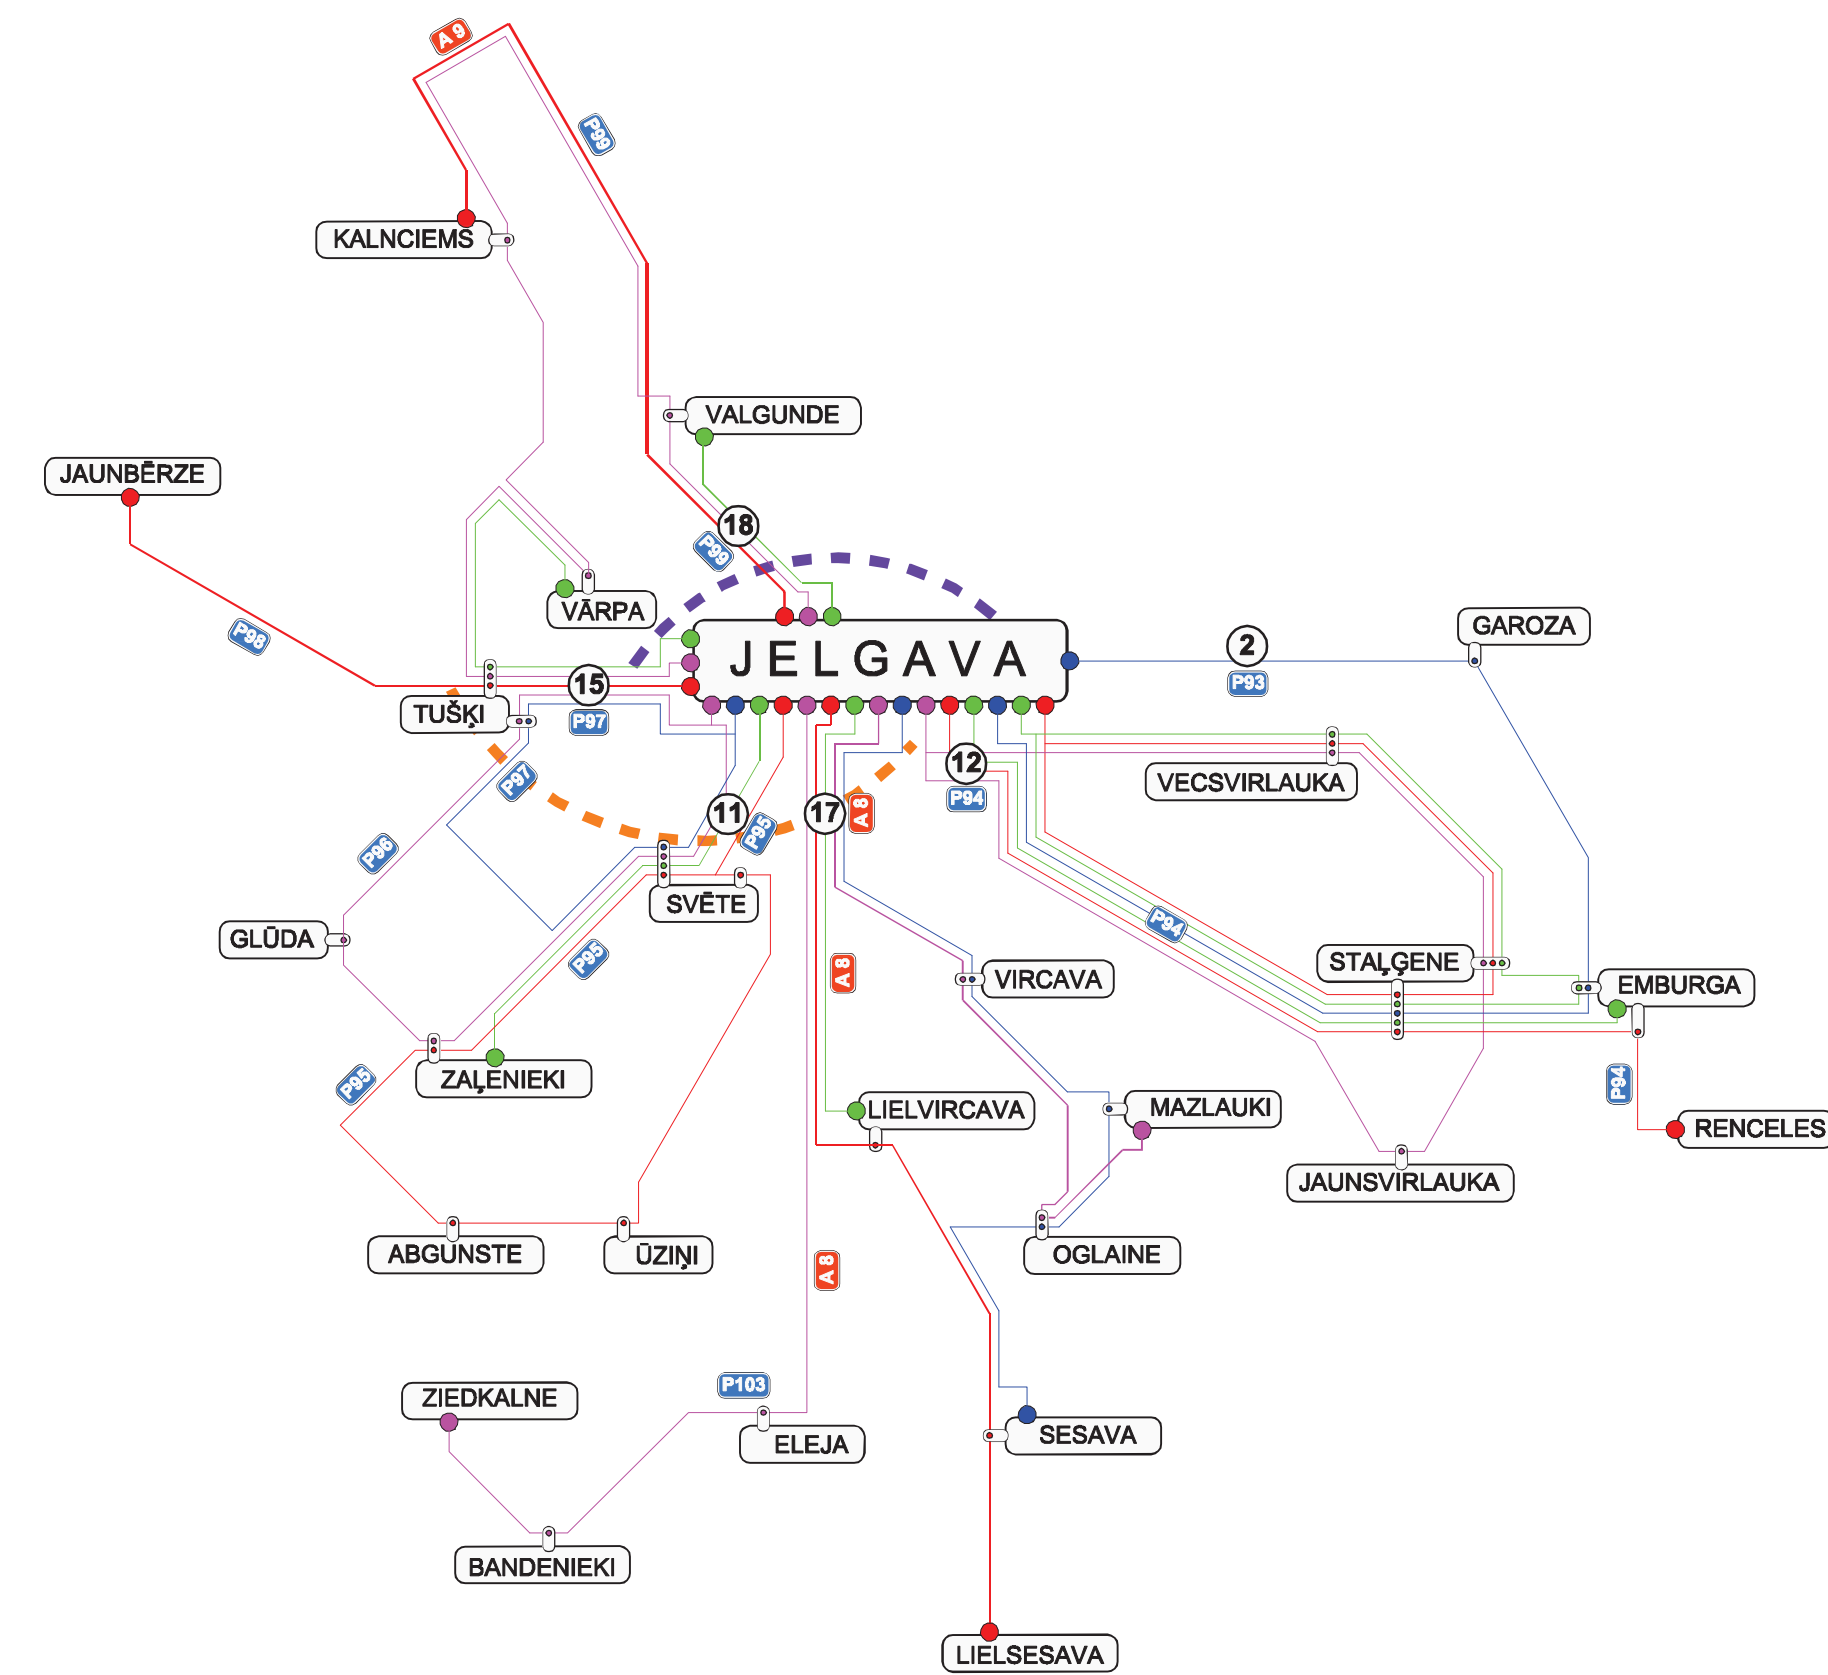 A 9
P99
KALNCIEMS
VALGUNDE
JAUNBĒRZE
18
P99
VĀRPA
P98
JELGAVA
2
P93
GAROZA
15
P97
TUŠĶI
P97
12
P94
VECSVIRLAUKA
11
P95
17
A 8
P96
SVĒTE
GLŪDA
P95
A 8
P94
VIRCAVA
STAĻĢENE
EMBURGA
ZAĻENIEKI
P95
LIELVIRCAVA
MAZLAUKI
P94
RENCELES
JAUNSVIRLAUKA
ABGUNSTE
ŪZIŅI
OGLAINE
A 8
ZIEDKALNE
P103
ELEJA
SESAVA
BANDENIEKI
LIELSESAVA